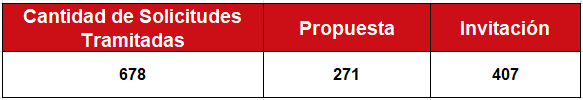 Cantidad de Solicitudes
Tramitadas
Propuesta
Invitación
678
271
407